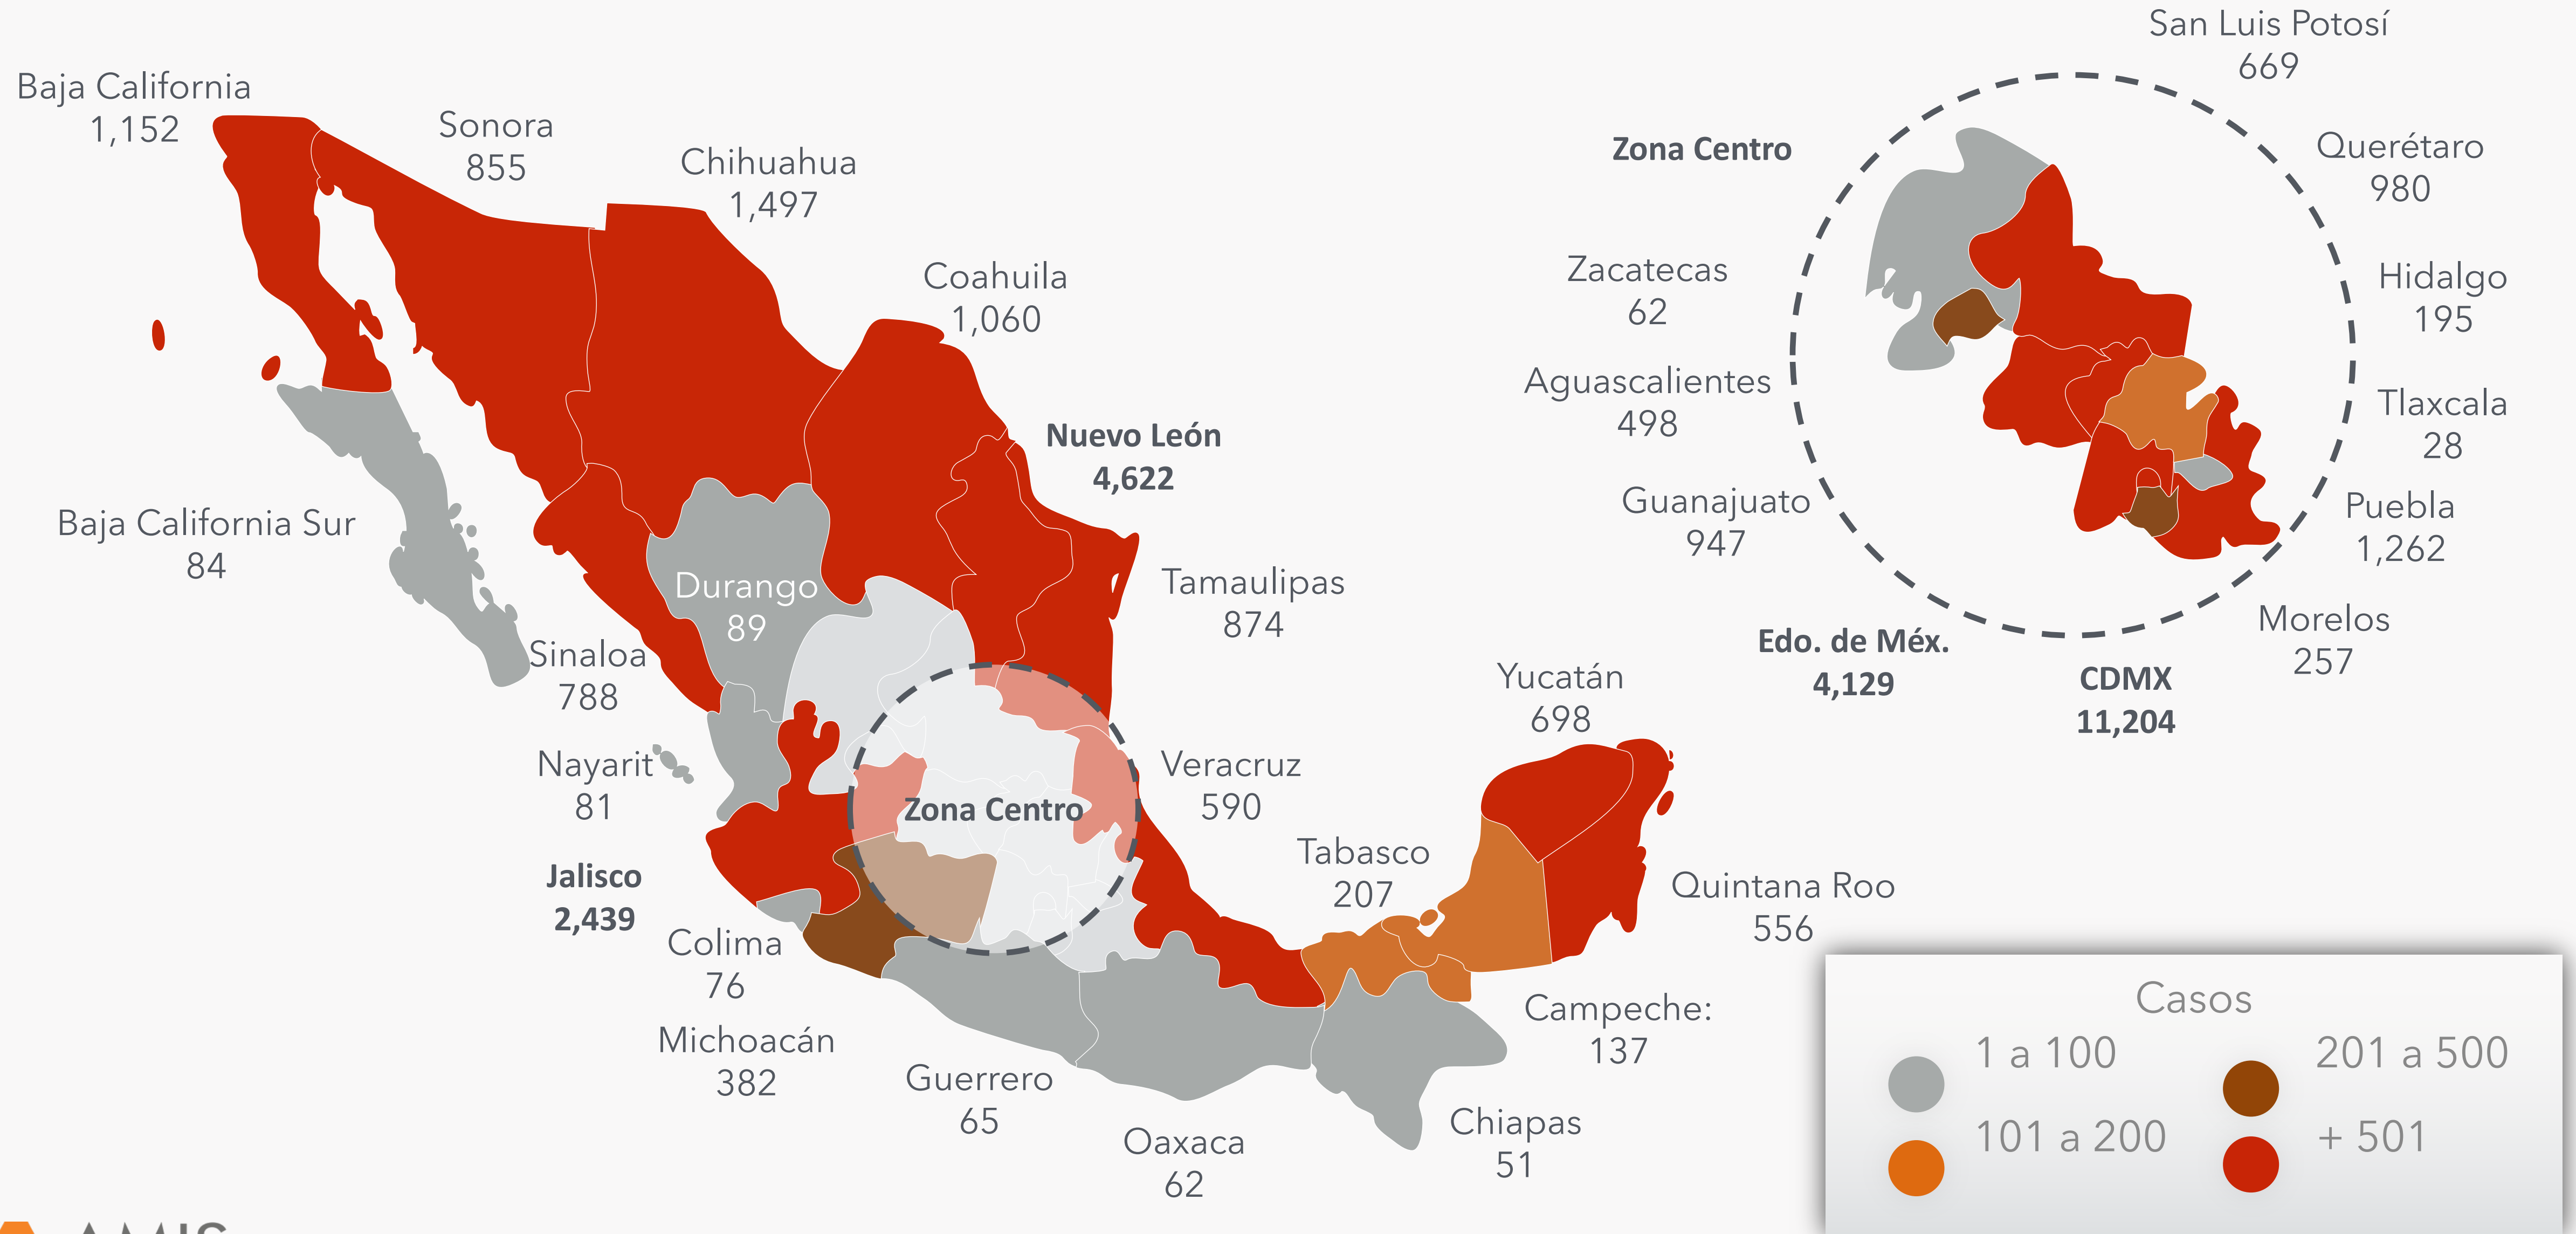 San Luis Potosí
669
Baja California
1,152
Sonora
855
Chihuahua
1,497
Zona Centro
Querétaro
980
Coahuila
1,060
Zacatecas
62
Hidalgo
195
Aguascalientes
498
Tlaxcala
28
Nuevo León
4,622
Guanajuato
947
Puebla
1,262
Baja California Sur
84
Durango
89
Tamaulipas
874
Edo. de Méx.
4,129
CDMX
11,204
Morelos
257
Sinaloa
788
Yucatán
698
Nayarit
81
Zona Centro
Veracruz
590
Tabasco
207
Jalisco
2,439
Quintana Roo
556
Colima
76
Michoacán
382
Guerrero
65
Oaxaca
62
Campeche:
137
Chiapas
51
Casos
1 a 100
201 a 500
101 a 200
+ 501
AMIS